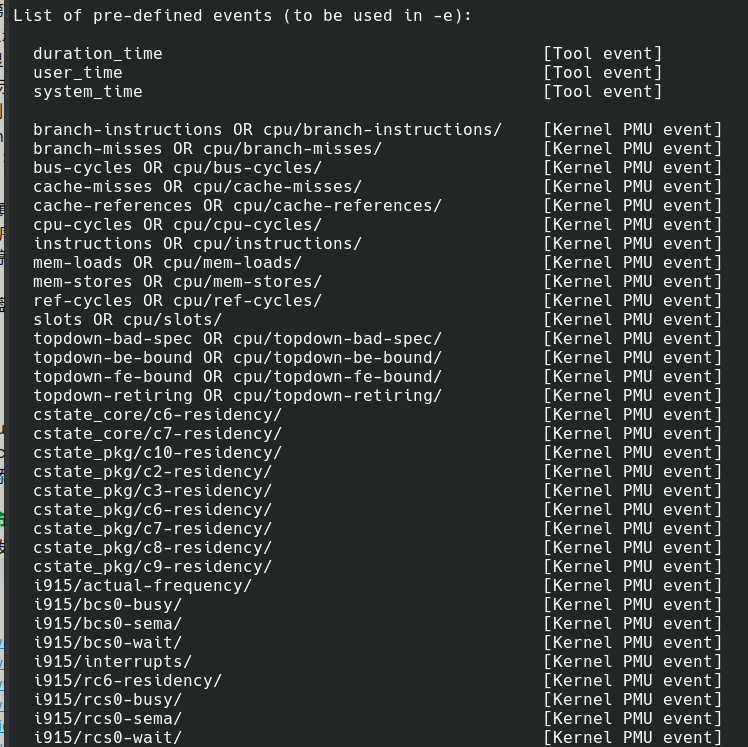 List of pre-defined events (to be used in -e):
duration_time [Tool event]
user_time [Tool event]
system_time [Tool event]
branch-instructions OR cpu/branch-instructions/ [Kernel PMU event]
branch-misses OR cpu/branch-misses/ [Kernel PMU event]
bus-cycles OR cpu/bus-cycles/ [Kernel PMU event]
cache-misses OR cpu/cache-misses/ [Kernel PMU event]
cache-references OR cpu/cache-references/ [Kernel PMU event]
cpu-cycles OR cpu/cpu-cycles/ [Kernel PMU event]
instructions OR cpu/instructions/ [Kernel PMU event]
mem-loads OR cpu/mem-loads/ [Kernel PMU event]
mem-stores OR cpu/mem-stores/ [Kernel PMU event]
ref-cycles OR cpu/ref-cycles/ [Kernel PMU event]
slots OR cpu/slots/ [Kernel PMU event]
topdown-bad-spec OR cpu/topdown-bad-spec/ [Kernel PMU event]
topdown-be-bound OR cpu/topdown-be-bound/ [Kernel PMU event]
topdown-fe-bound OR cpu/topdown-fe-bound/ [Kernel PMU event]
topdown-retiring OR cpu/topdown-retiring/ [Kernel PMU event]
cstate_core/c6-residency/ [Kernel PMU event]
cstate_core/c7-residency/ [Kernel PMU event]
cstate_pkg/c10-residency/ [Kernel PMU event]
cstate_pkg/c2-residency/ [Kernel PMU event]
cstate_pkg/c3-residency/ [Kernel PMU event]
cstate_pkg/c6-residency/ [Kernel PMU event]
cstate_pkg/c7-residency/ [Kernel PMU event]
cstate_pkg/c8-residency/ [Kernel PMU event]
cstate_pkg/c9-residency/ [Kernel PMU event]
i915/actual-frequency/ [Kernel PMU event]
i915/bcs0-busy/ [Kernel PMU event]
i915/bcs0-sema/ [Kernel PMU event]
i915/bcs0-wait/ [Kernel PMU event]
i915/interrupts/ [Kernel PMU event]
i915/rc6-residency/ [Kernel PMU event]
i915/rcs0-busy/ [Kernel PMU event]
i915/rcs0-sema/ [Kernel PMU event]
i915/rcs0-wait/ [Kernel PMU event]